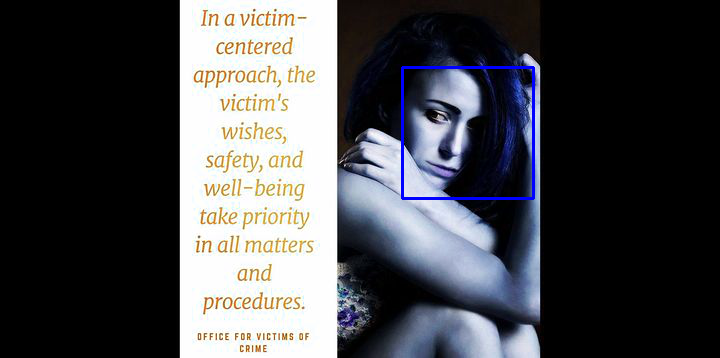 In a victim-
centered
approach, the
victim's
wishes,
safety, and
well-being
take priority
in all matters
and
procedures.
OFFICE FOR VICTIMS OF
CRIME